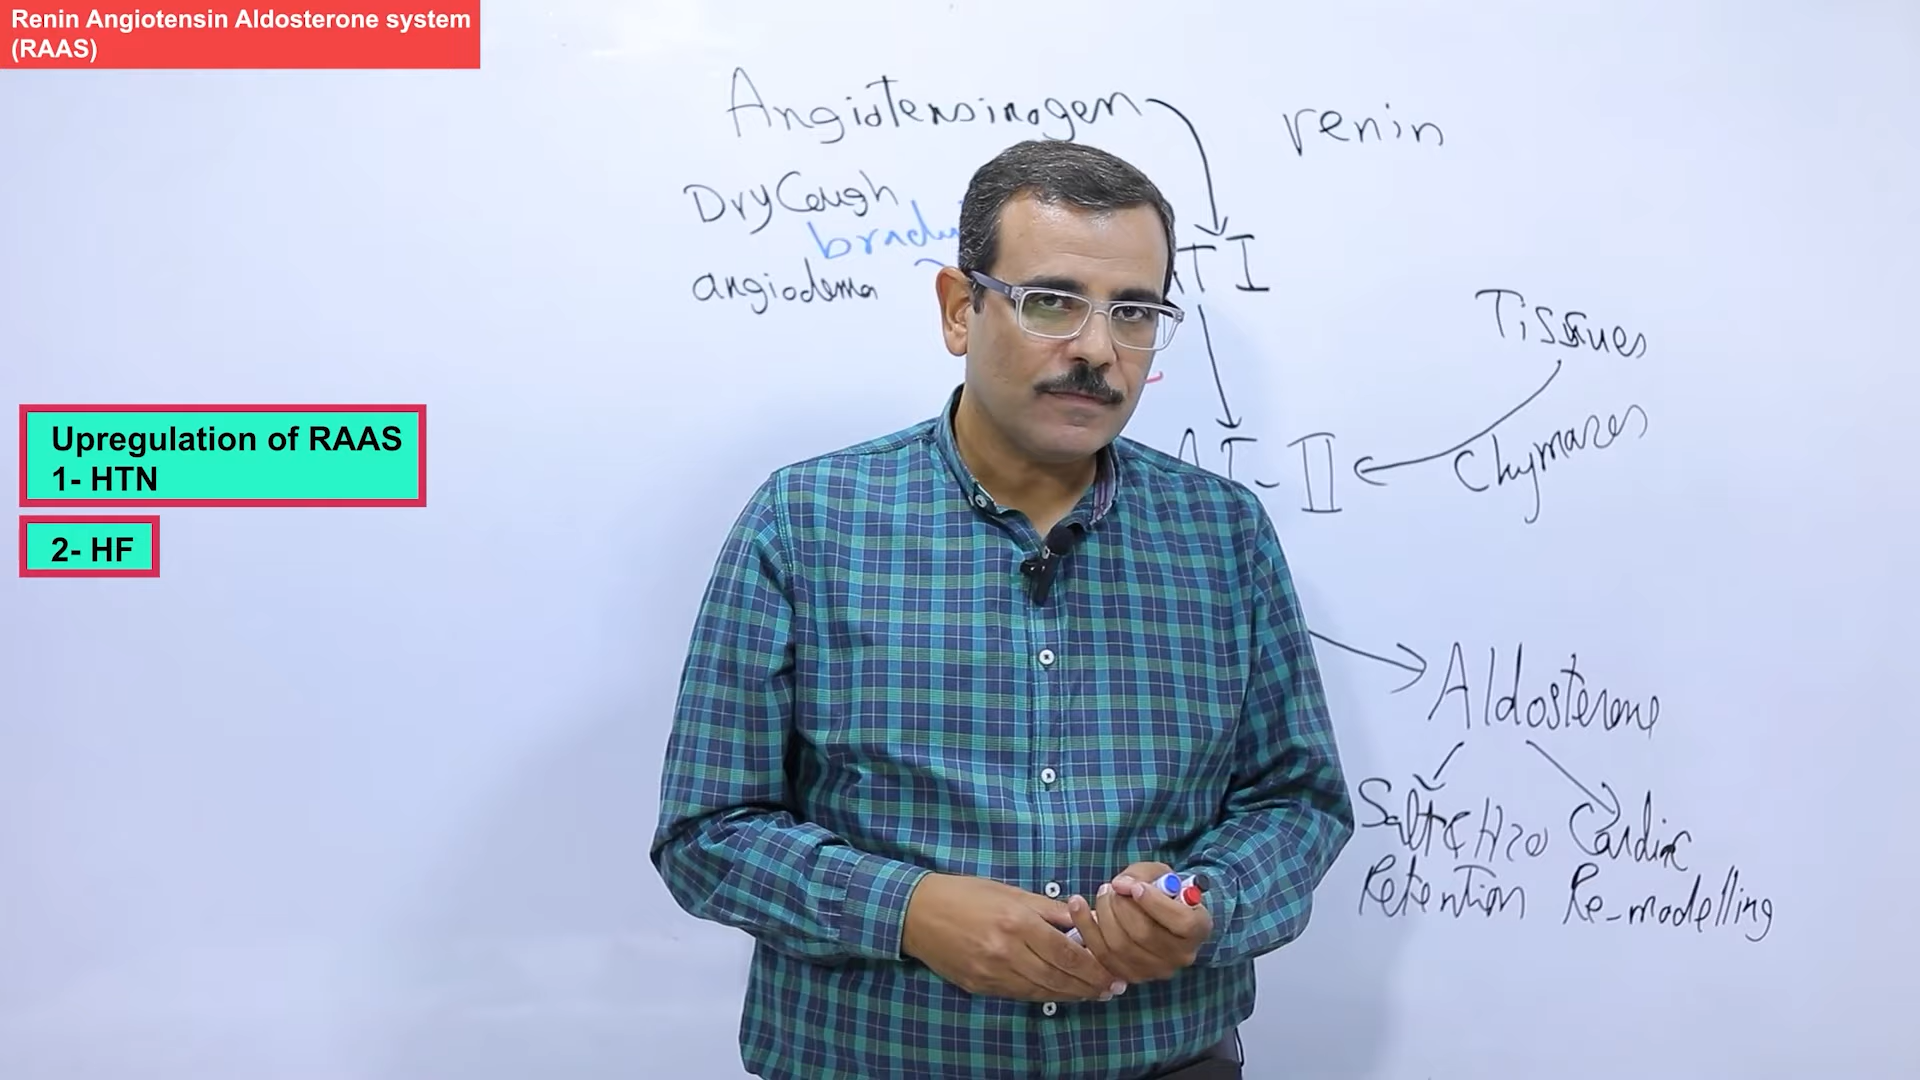 Renin Angiotensin Aldosterone system
(RAAS)
Angiotensinogen
renin
Dry Cough
angiodema
Tissues
Chymazes
Upregulation of RAAS
1- HTN
2- HF
Aldosterone
Salt & H2O
Retention
Cardiac
Re-modelling